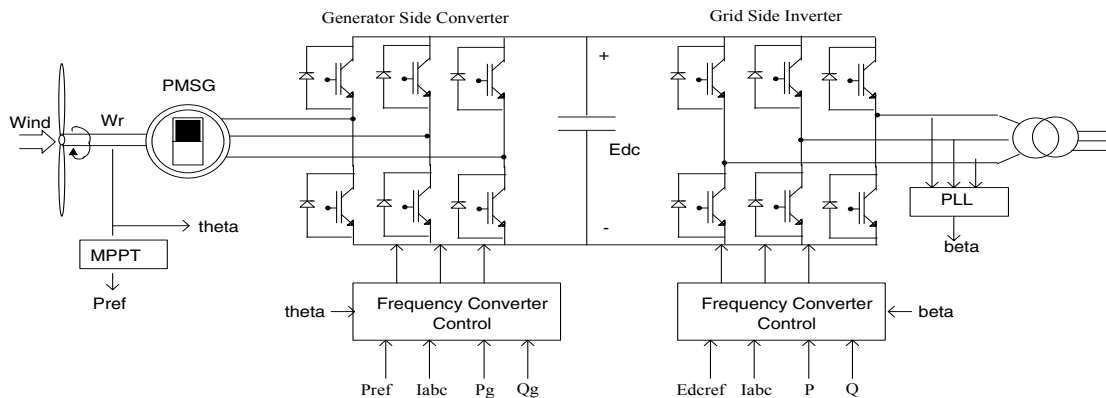 Generator Side Converter
Grid Side Inverter
PMSG
+
Wind
Wr
Edc
-
theta
MPPT
Pref
PLL
beta
theta
Frequency Converter
Control
Frequency Converter
Control
beta
Pref
Iabc
Pg
Qg
Edcref
Iabc
P
Q